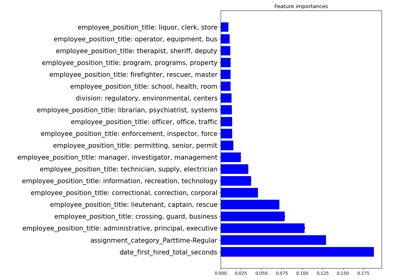 Feature importances
employee_position_title: liquor, clerk, store
employee_position_title: operator, equipment, bus
employee_position_title: therapist, sheriff, deputy
employee_position_title: program, programs, property
employee_position_title: firefighter, rescuer, master
employee_position_title: school, health, room
division: regulatory, environmental, centers
employee_position_title: librarian, psychiatrist, sergeant
employee_position_title: officer, office, traffic
employee_position_title: enforcement, inspector, force
employee_position_title: permitting, senior, permit
employee_position_title: manager, investigator, management
employee_position_title: technician, supply, electrician
employee_position_title: information, recreation, technology
employee_position_title: correctional, correction, corporal
employee_position_title: lieutenant, captain, rescue
employee_position_title: crossing, guard, business
employee_position_title: administrative, principal, executive
assignment_category_Parttime-Regular
date_first_hired_total_seconds
0.000 0.025 0.050 0.075 0.100 0.125 0.150 0.175